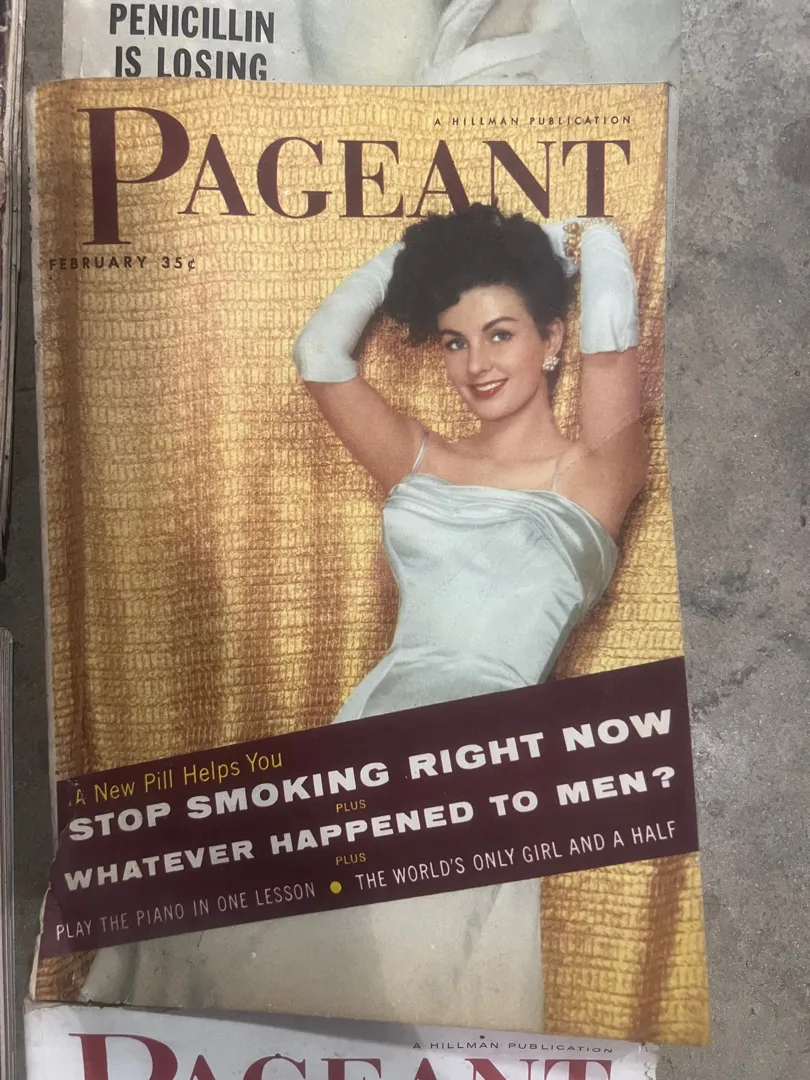 PENICILLIN
IS LOSING
A HILLMAN PUBLICATION
PAGEANT
FEBRUARY 35¢
A New Pill Helps You
STOP SMOKING RIGHT NOW
PLUS
WHATEVER HAPPENED TO MEN?
PLUS
PLAY THE PIANO IN ONE LESSON ● THE WORLD'S ONLY GIRL AND A HALF
A HILLMAN PUBLICATION
PAGEANT